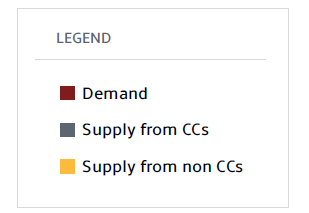 LEGEND
Demand
Supply from CCs
Supply from non CCs